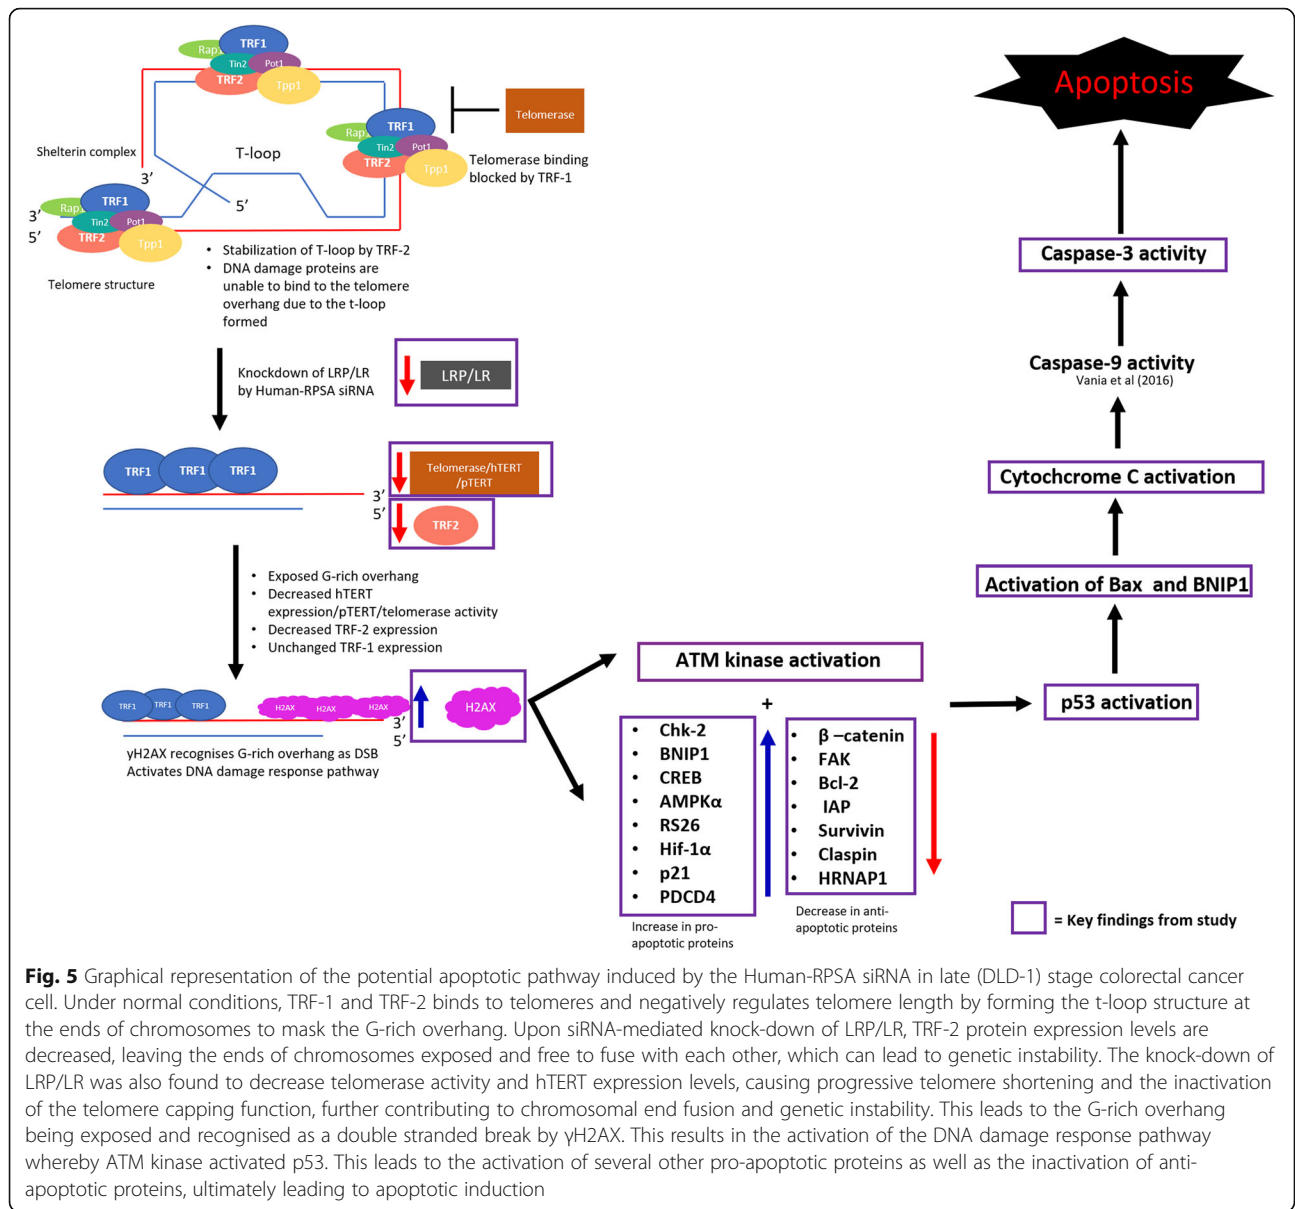 TRF1
Rap1
Tin2
Pot1
TRF2
Tpp1
Telomerase
TRF1
Rap1
Tin2
Pot1
TRF2
Tpp1
Telomerase binding
blocked by TRF-1
Shelterin complex
T-loop
3’
5’
TRF1
Rap1
Tin2
Pot1
TRF2
Tpp1
3’
5’
Telomere structure
• Stabilization of T-loop by TRF-2
• DNA damage proteins are
unable to bind to the telomere
overhang due to the t-loop
formed
Knockdown of LRP/LR
by Human-RPSA siRNA
LRP/LR
TRF1
TRF1
TRF1
3’
5’
Telomerase/hTERT
/pTERT
TRF2
• Exposed G-rich overhang
• Decreased hTERT
expression/pTERT/telomerase activity
• Decreased TRF-2 expression
• Unchanged TRF-1 expression
TRF1
TRF1
TRF1
H2AX
H2AX
H2AX
3’
5’
H2AX
γH2AX recognises G-rich overhang as DSB
Activates DNA damage response pathway
ATM kinase activation
+
• Chk-2
• BNIP1
• CREB
• AMPKα
• RS26
• Hif-1α
• p21
• PDCD4
Increase in pro-
apoptotic proteins
• β –catenin
• FAK
• Bcl-2
• IAP
• Survivin
• Claspin
• HRNAP1
Decrease in anti-
apoptotic proteins
p53 activation
Activation of Bax and BNIP1
Cytochcrome C activation
Caspase-9 activity
Vania et al (2016)
Caspase-3 activity
Apoptosis
= Key findings from study
Fig. 5 Graphical representation of the potential apoptotic pathway induced by the Human-RPSA siRNA in late (DLD-1) stage colorectal cancer
cell. Under normal conditions, TRF-1 and TRF-2 binds to telomeres and negatively regulates telomere length by forming the t-loop structure at
the ends of chromosomes to mask the G-rich overhang. Upon siRNA-mediated knock-down of LRP/LR, TRF-2 protein expression levels are
decreased, leaving the ends of chromosomes exposed and free to fuse with each other, which can lead to genetic instability. The knock-down of
LRP/LR was also found to decrease telomerase activity and hTERT expression levels, causing progressive telomere shortening and the inactivation
of the telomere capping function, further contributing to chromosomal end fusion and genetic instability. This leads to the G-rich overhang
being exposed and recognised as a double stranded break by γH2AX. This results in the activation of the DNA damage response pathway
whereby ATM kinase activated p53. This leads to the activation of several other pro-apoptotic proteins as well as the inactivation of anti-
apoptotic proteins, ultimately leading to apoptotic induction